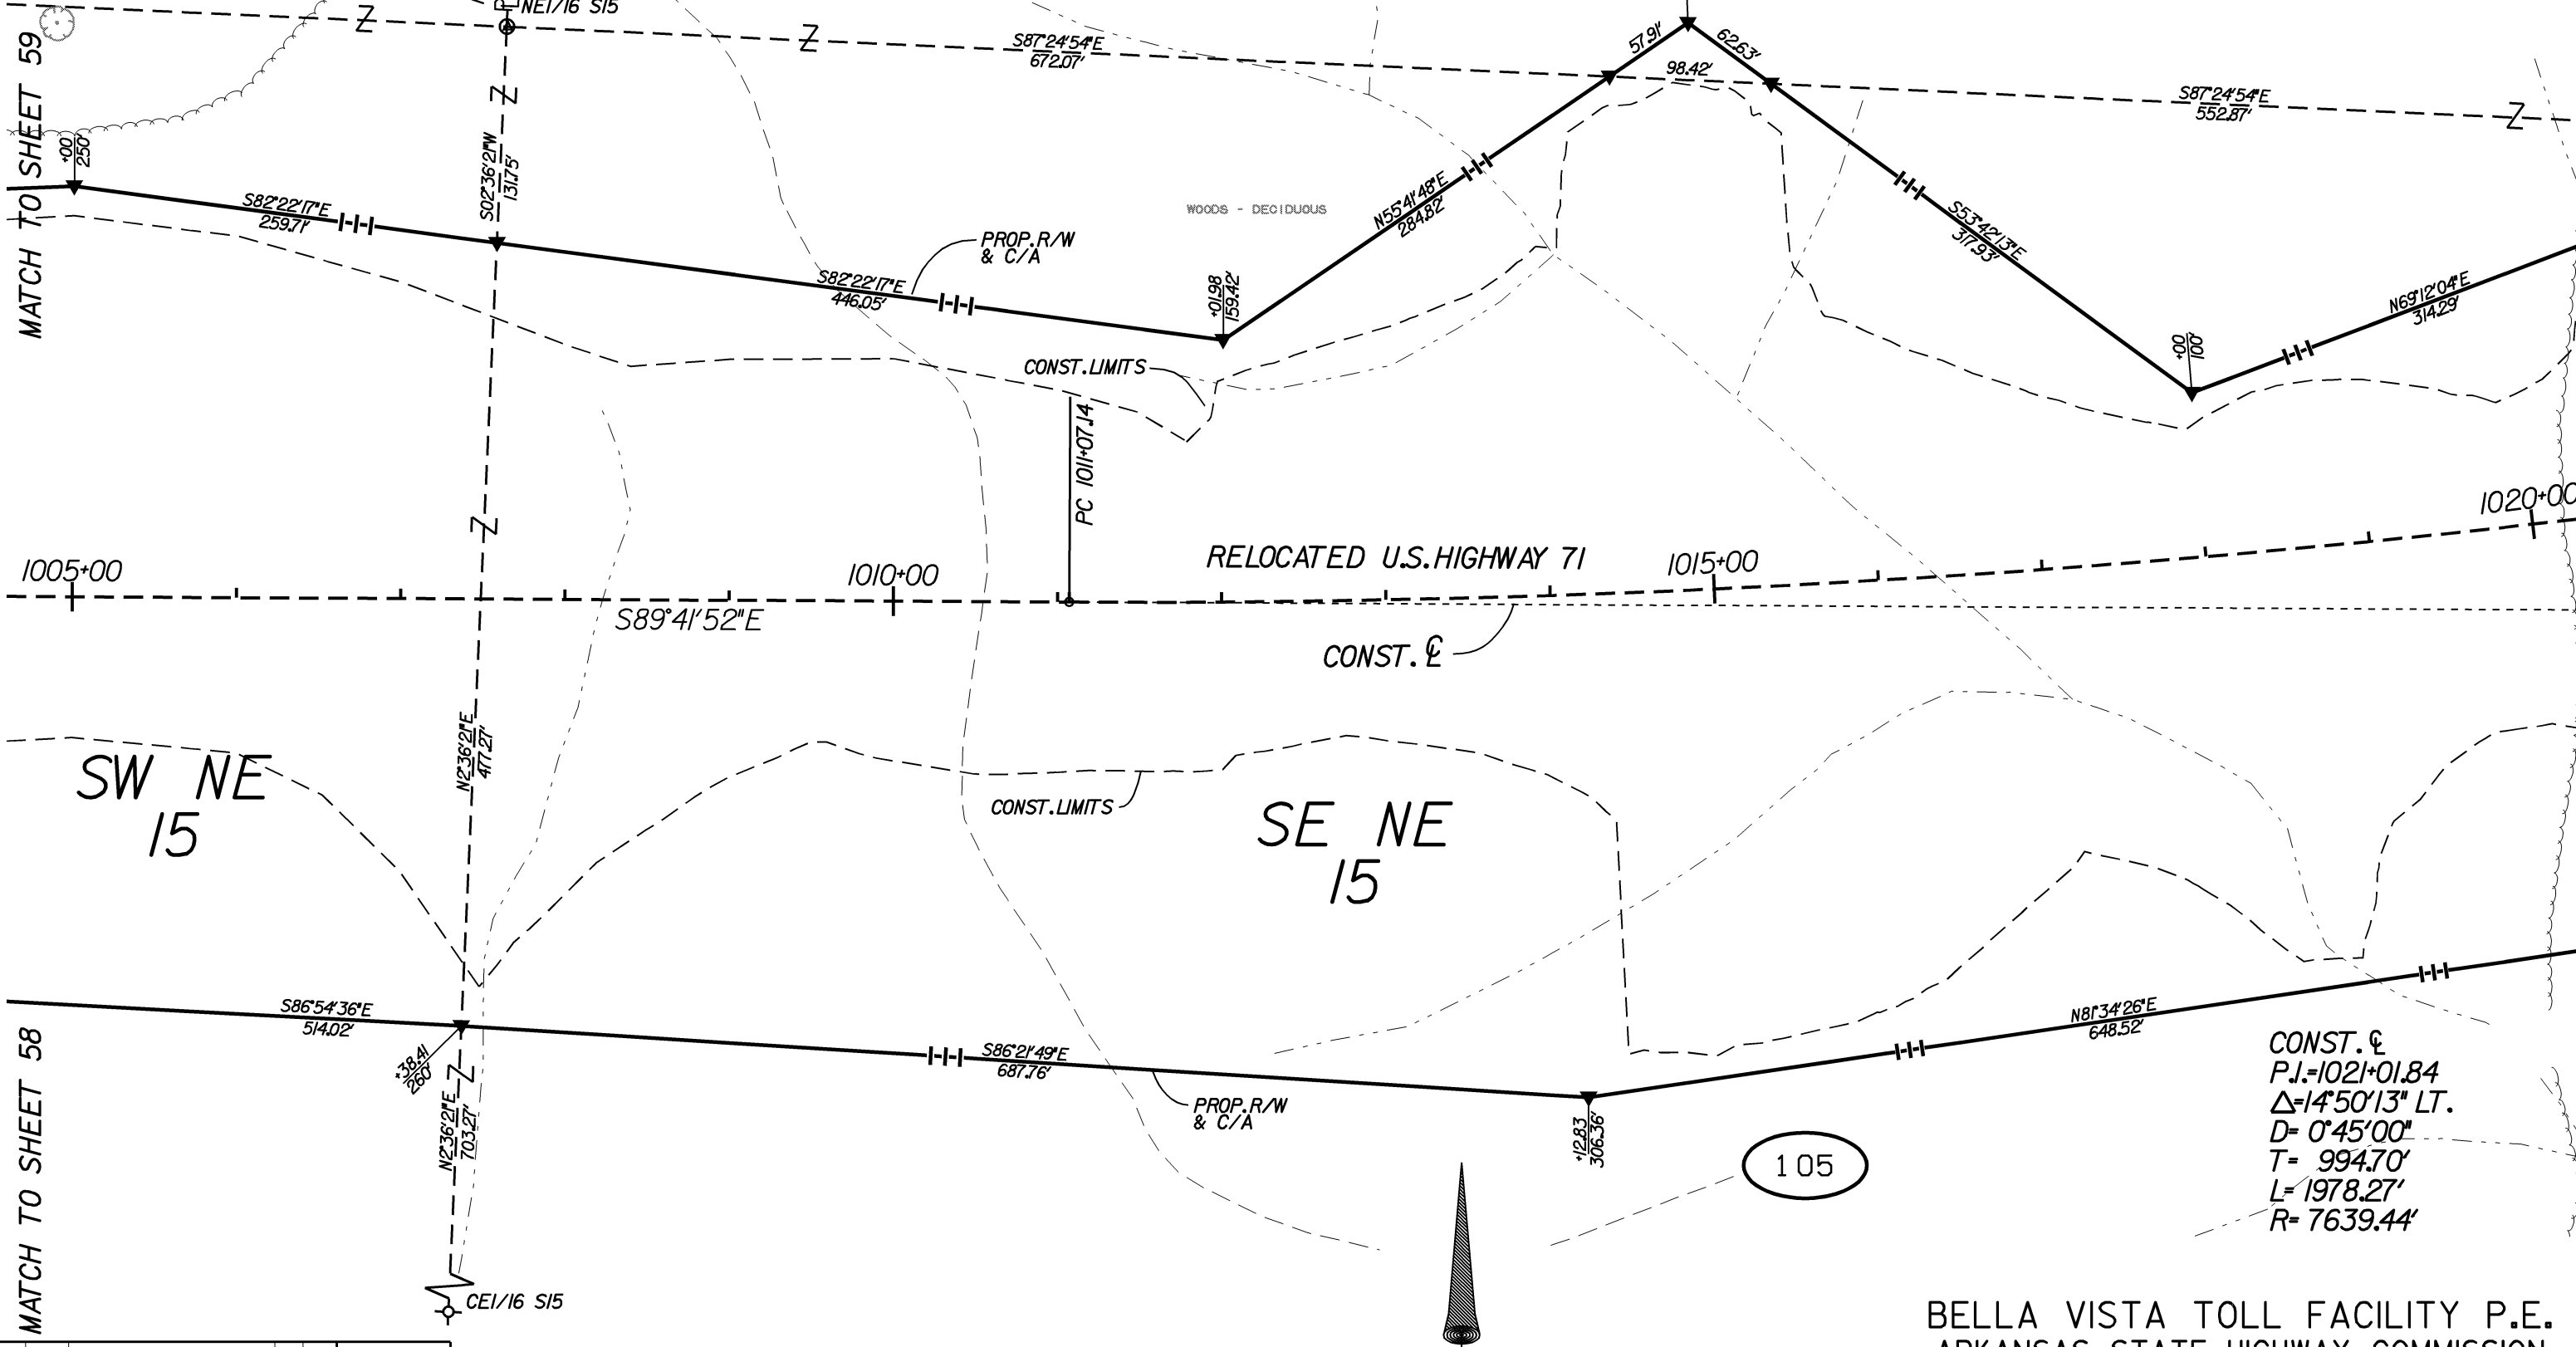 NE1/16 S15
MATCH TO SHEET 59
S87°24'54"E
672.07'
57.91'
62.63'
98.42'
S87°24'54"E
552.87'
+00
250'
S02°36'21"W
131.75'
S82°22'17"E
259.71'
WOODS - DECIDUOUS
N55°41'48"E
284.82'
S53°42'13"E
317.93'
PROP. R/W
& C/A
S82°22'17"E
446.05'
+01.98
159.42'
N69°12'04"E
314.29'
+00
100'
CONST. LIMITS
PC 1011+07.14
1005+00
1010+00
RELOCATED U.S. HIGHWAY 71
1015+00
1020+00
S89°41'52"E
CONST. ℄
N2°36'21"E
477.27'
SW NE
15
CONST. LIMITS
SE NE
15
S86°54'36"E
514.02'
+38.41
260'
S86°21'49"E
687.76'
N81°34'26"E
648.52'
MATCH TO SHEET 58
N2°36'21"E
703.27'
PROP. R/W
& C/A
+12.83
306.36'
105
CONST. ℄
P.I.=1021+01.84
Δ=14°50'13" LT.
D= 0°45'00"
T= 994.70'
L= 1978.27'
R= 7639.44'
CE1/16 S15
BELLA VISTA TOLL FACILITY P.E.
ARKANSAS STATE HIGHWAY COMMISSION